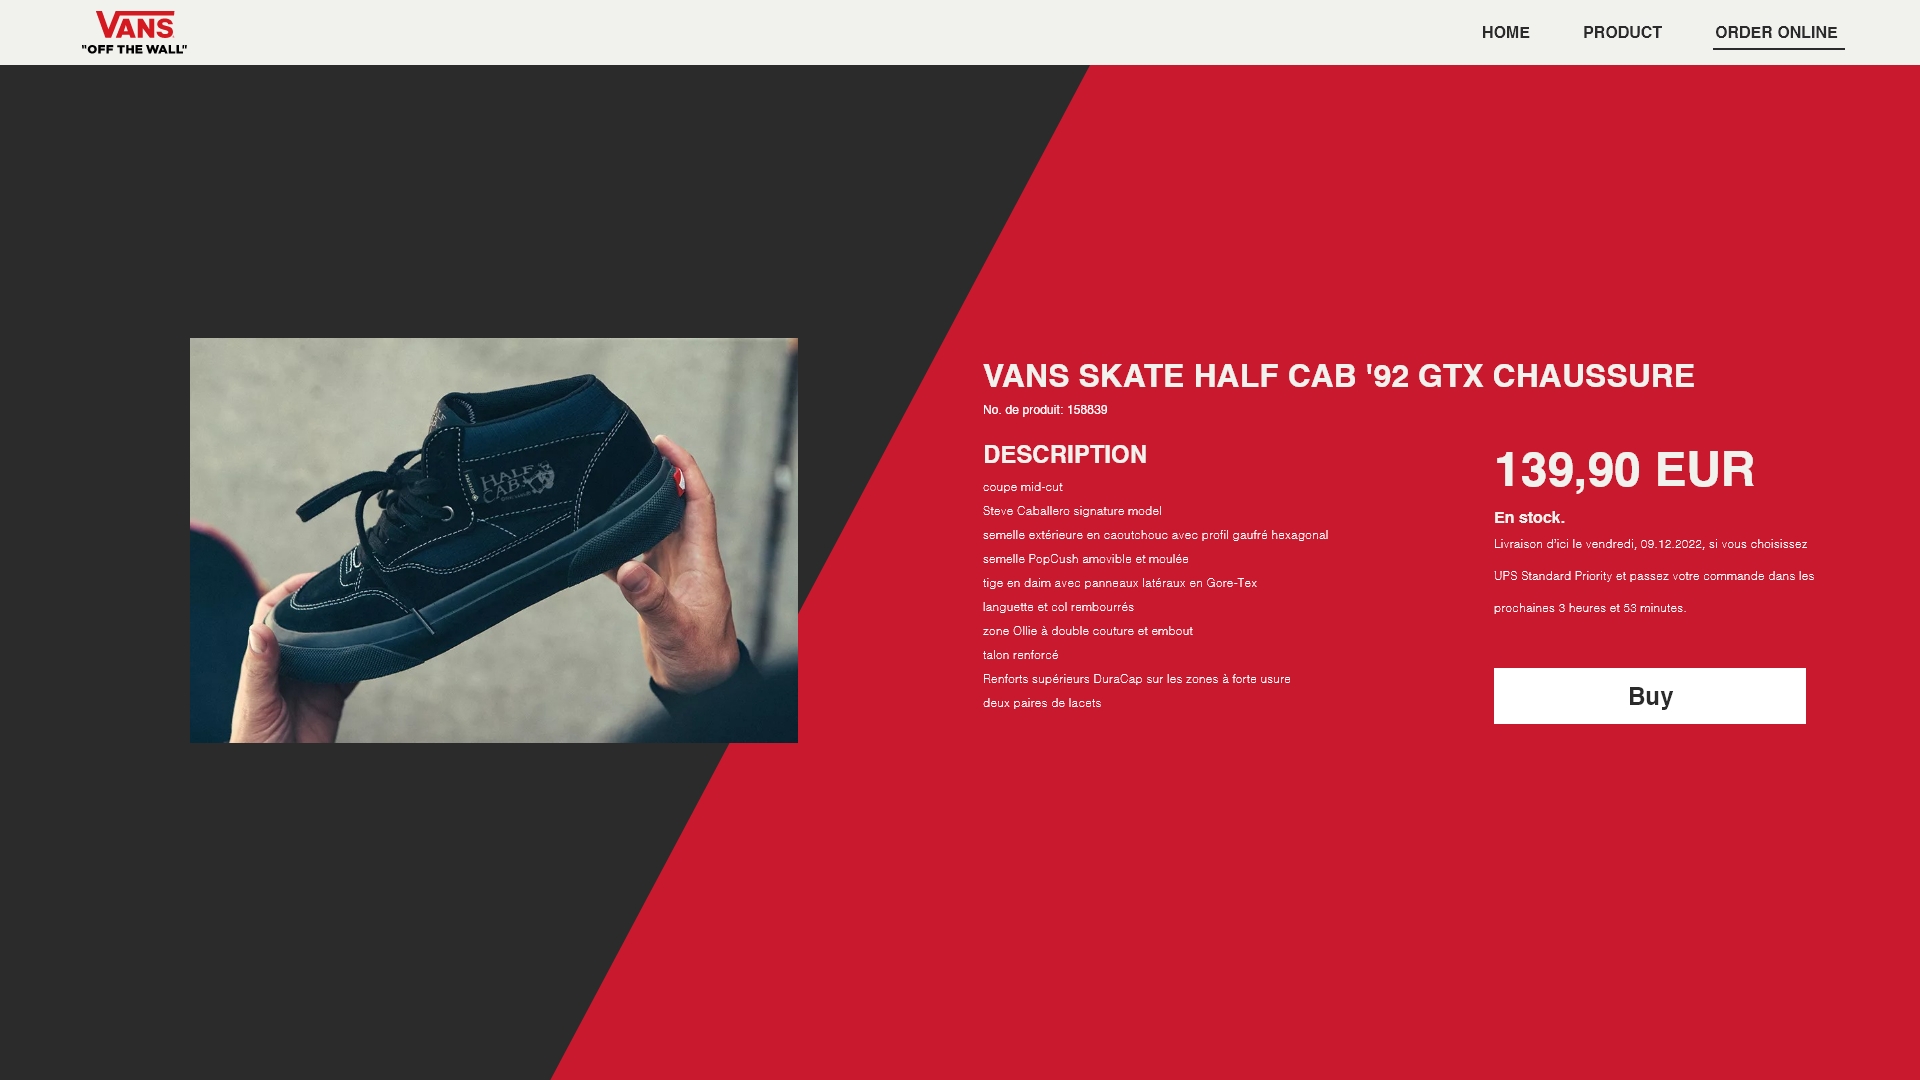 VANS
"OFF THE WALL"
HOME
PRODUCT
ORDER ONLINE
HALF
CAB
VANS SKATE HALF CAB '92 GTX CHAUSSURE
No. de produit: 158839
DESCRIPTION
coupe mid-cut
Steve Caballero signature model
semelle extérieure en caoutchouc avec profil gaufré hexagonal
semelle PopCush amovible et moulée
tige en daim avec panneaux latéraux en Gore-Tex
languette et col rembourrés
zone Ollie à double couture et embout
talon renforcé
Renforts supérieurs DuraCap sur les zones à forte usure
deux paires de lacets
139,90 EUR
En stock.
Livraison d'ici le vendredi, 09.12.2022, si vous choisissez
UPS Standard Priority et passez votre commande dans les
prochaines 3 heures et 53 minutes.
Buy